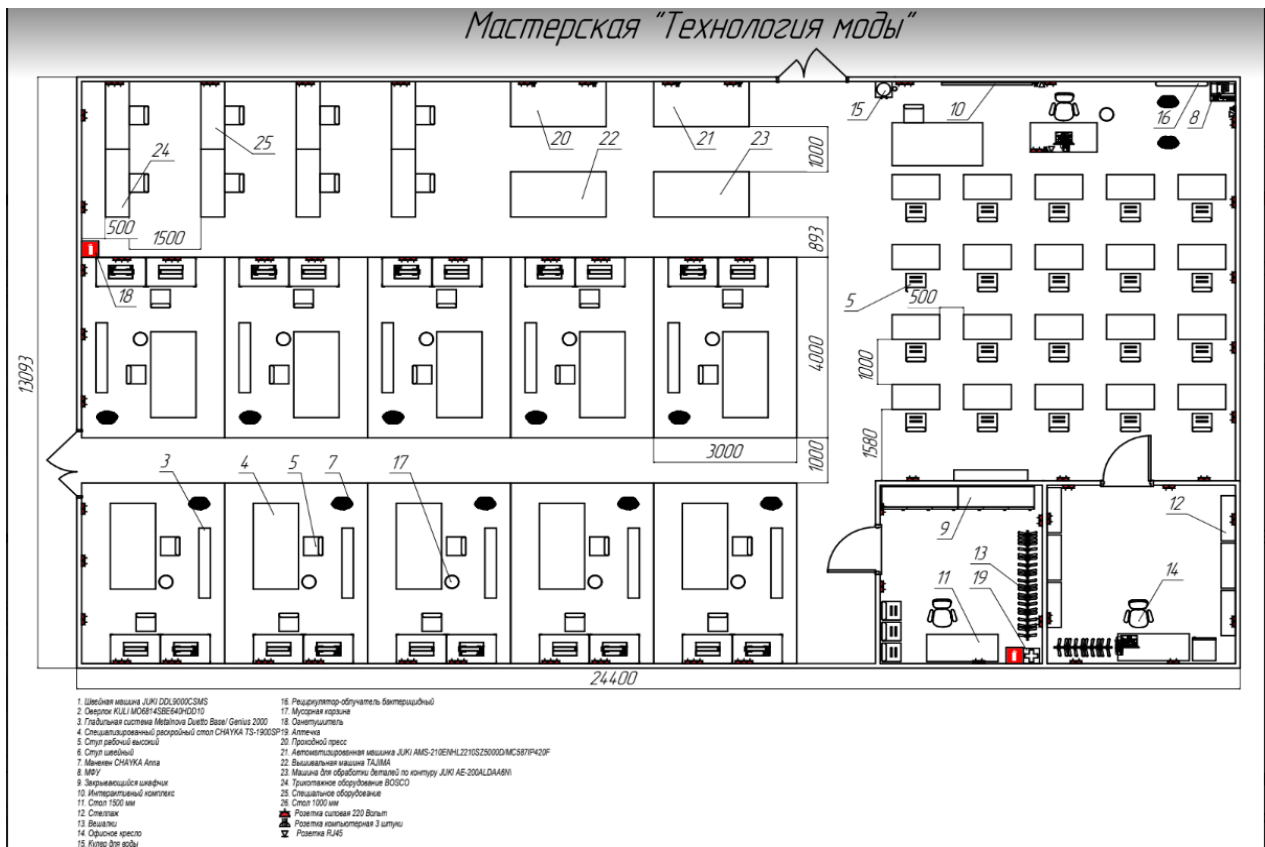 Мастерская "Технология моды"
15
10
16
8
24
25
20
22
21
23
1000
500
1500
893
18
5
500
13093
4000
1000
3000
1000
1580
3
4
5
7
17
9
13
11
19
12
14
24400
1. Швейная машина JUKI DDL9000CSMS
2. Оверлок KULI MO6814SBE640HDD10
3. Гладильная система Metalnova Duetto Base/ Genius 2000
4. Специализированный раскройный стол CHAYKA TS-1900SP
5. Стул рабочий высокий
6. Стул швейный
7. Манекен CHAYKA Anna
8. МФУ
9. Закрывающийся шкафчик
10. Интерактивный комплекс
11. Стол 1500 мм
12. Стеллаж
13. Вешалки
14. Офисное кресло
15. Кулер для воды
16. Рециркулятор-облучатель бактерицидный
17. Мусорная корзина
18. Огнетушитель
19. Аптечка
20. Проходной пресс
21. Автоматизированная машинка JUKI AMS-210ENHL2210SZ5000D/MC587IP420F
22. Вышивальная машина TAJIMA
23. Машина для обработки деталей по контуру JUKI AE-200ALDAA6N\
24. Трикотажное оборудование BOSCO
25. Специальное оборудование
26. Стол 1000 мм
Розетка силовая 220 Вольт
Розетка компьютерная 3 штуки
Розетка RJ45